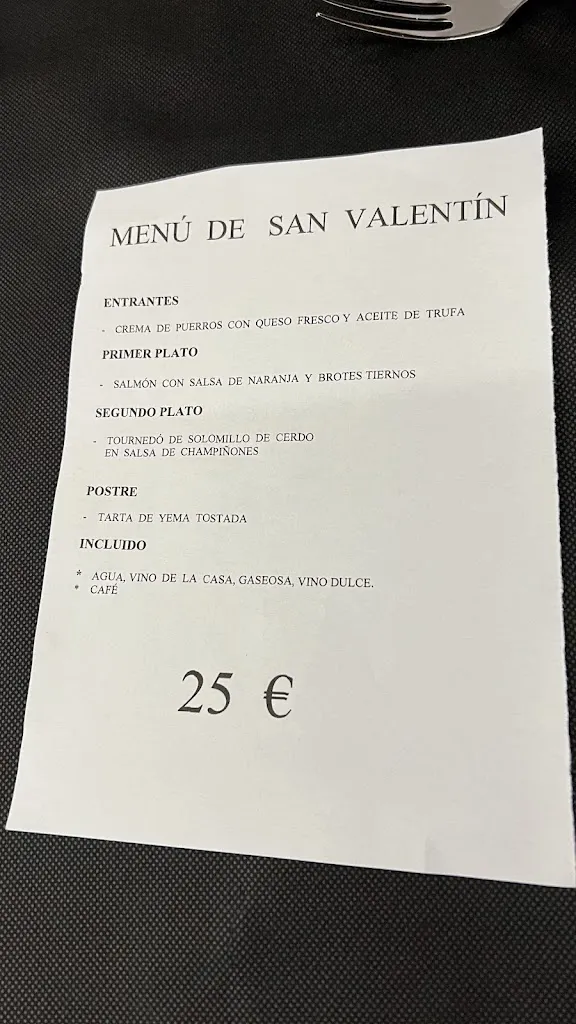 MENÚ DE SAN VALENTÍN
ENTRANTES
- CREMA DE PUERROS CON QUESO FRESCO Y ACEITE DE TRUFA
PRIMER PLATO
- SALMÓN CON SALSA DE NARANJA Y BROTES TIERNOS
SEGUNDO PLATO
- TOURNEDÓ DE SOLOMILLO DE CERDO
EN SALSA DE CHAMPIÑONES
POSTRE
- TARTA DE YEMA TOSTADA
INCLUIDO
* AGUA, VINO DE LA CASA, GASEOSA, VINO DULCE.
* CAFÉ
25 €